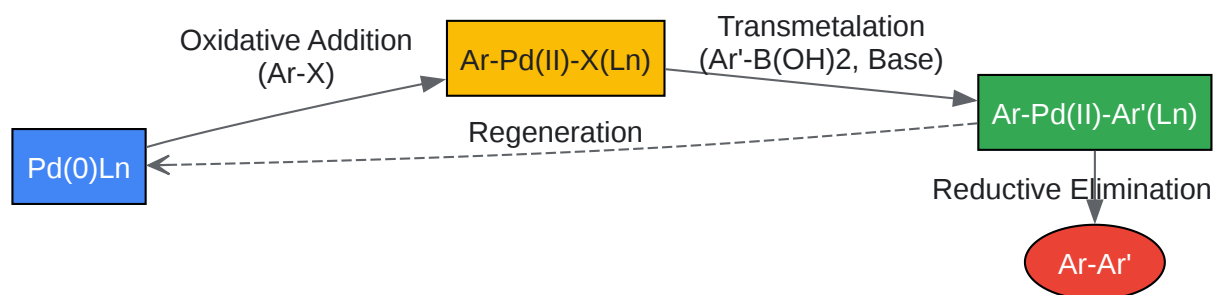 Oxidative Addition
(Ar-X)
Ar-Pd(II)-X(Ln)
Transmetalation
(Ar'-B(OH)2, Base)
Ar-Pd(II)-Ar'(Ln)
Regeneration
Pd(0)Ln
Reductive Elimination
Ar-Ar'